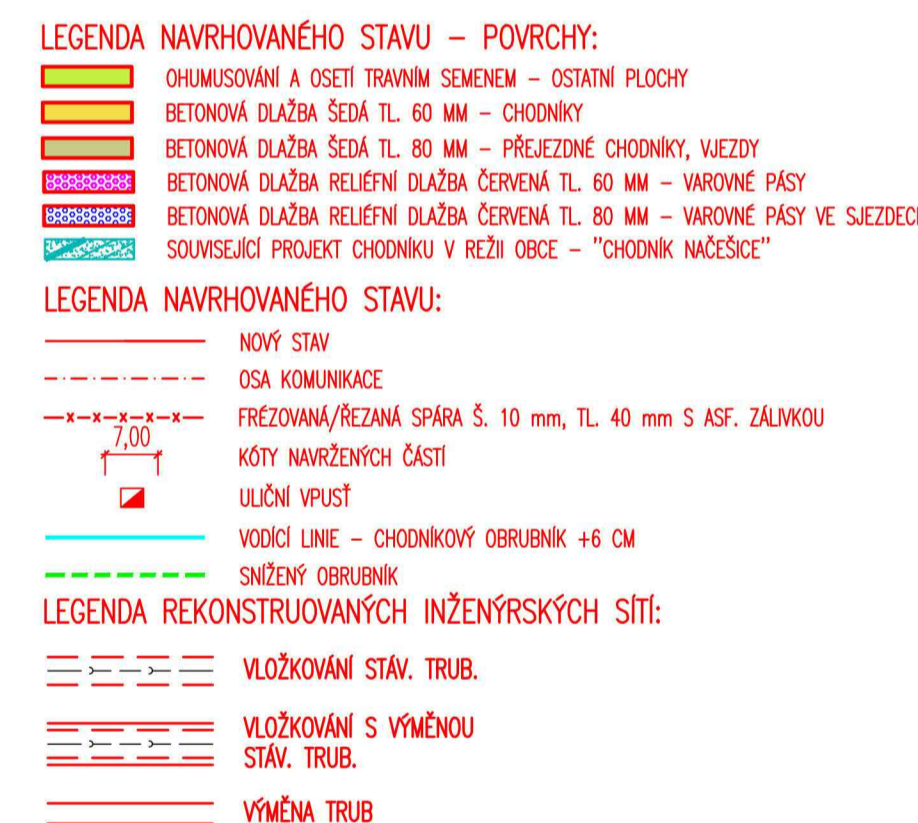 LEGENDA NAVRHOVANÉHO STAVU – POVRCHY:
OHUMUSOVÁNÍ A OSETÍ TRAVNÍM SEMENEM – OSTATNÍ PLOCHY
BETONOVÁ DLAŽBA ŠEDÁ TL. 60 MM – CHODNÍKY
BETONOVÁ DLAŽBA ŠEDÁ TL. 80 MM – PŘEJEZDNÉ CHODNÍKY, VJEZDY
BETONOVÁ DLAŽBA RELIÉFNÍ DLAŽBA ČERVENÁ TL. 60 MM – VAROVNÉ PÁSY
BETONOVÁ DLAŽBA RELIÉFNÍ DLAŽBA ČERVENÁ TL. 80 MM – VAROVNÉ PÁSY VE SJEZDECH
SOUVISEJÍCÍ PROJEKT CHODNÍKU V REŽII OBCE – "CHODNÍK NAČEŠICE"
LEGENDA NAVRHOVANÉHO STAVU:
NOVÝ STAV
OSA KOMUNIKACE
FRÉZOVANÁ/ŘEZANÁ SPÁRA Š. 10 mm, TL. 40 mm S ASF. ZÁLIVKOU
7,00
KÓTY NAVRŽENÝCH ČÁSTÍ
ULIČNÍ VPUSŤ
VODÍCÍ LINIE – CHODNÍKOVÝ OBRUBNÍK +6 CM
SNÍŽENÝ OBRUBNÍK
LEGENDA REKONSTRUOVANÝCH INŽENÝRSKÝCH SÍTÍ:
VLOŽKOVÁNÍ STÁV. TRUB.
VLOŽKOVÁNÍ S VÝMĚNOU
STÁV. TRUB.
VÝMĚNA TRUB